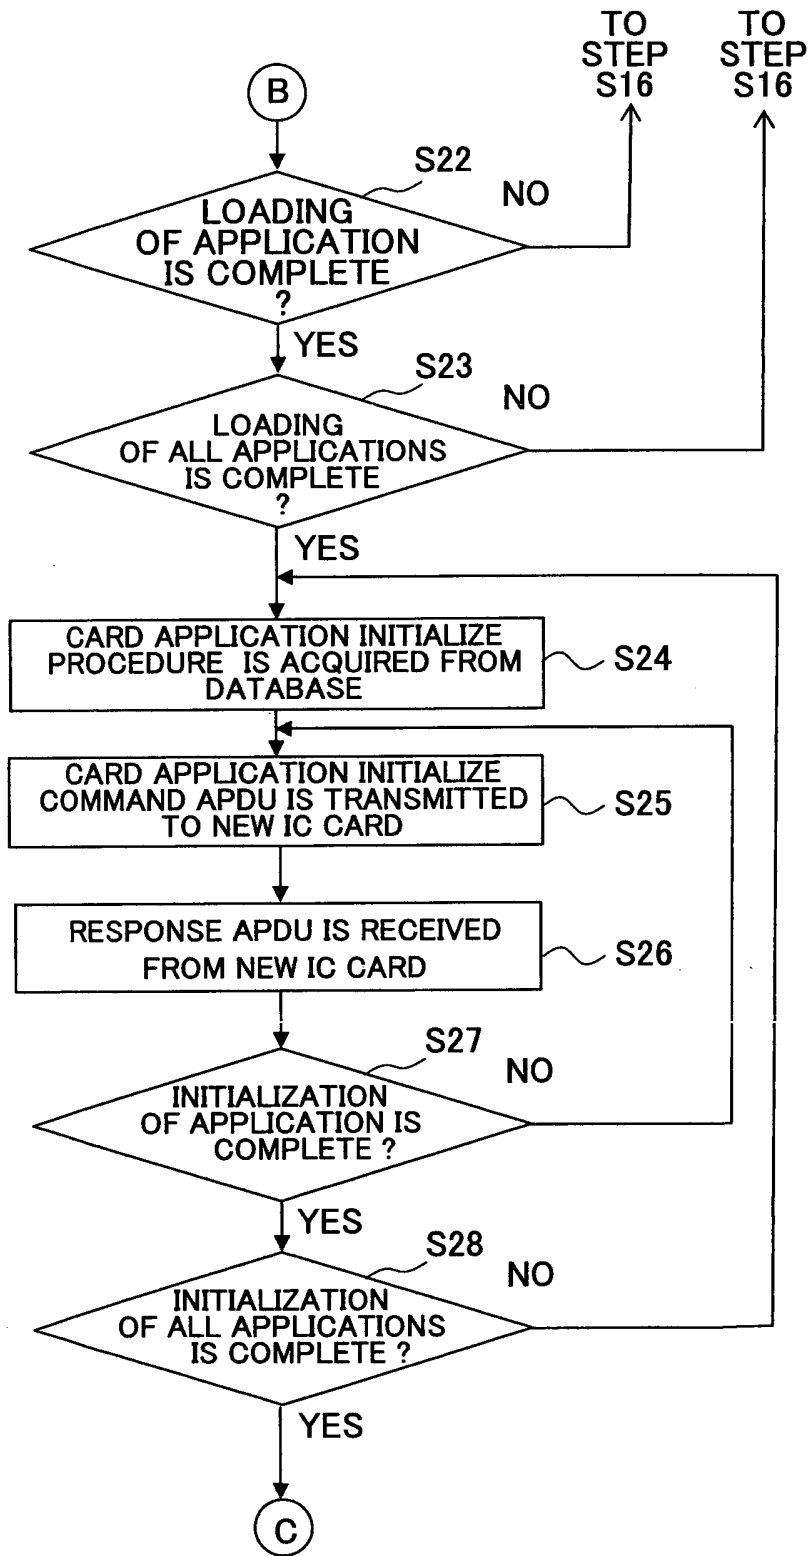 TO
STEP
S16
TO
STEP
S16
B
S22
NO
LOADING
OF APPLICATION
IS COMPLETE
?
YES
S23
NO
LOADING
OF ALL APPLICATIONS
IS COMPLETE
?
YES
CARD APPLICATION INITIALIZE
PROCEDURE IS ACQUIRED FROM
DATABASE
S24
CARD APPLICATION INITIALIZE
COMMAND APDU IS TRANSMITTED
TO NEW IC CARD
S25
RESPONSE APDU IS RECEIVED
FROM NEW IC CARD
S26
S27
NO
INITIALIZATION
OF APPLICATION IS
COMPLETE ?
YES
S28
NO
INITIALIZATION
OF ALL APPLICATIONS
IS COMPLETE ?
YES
C